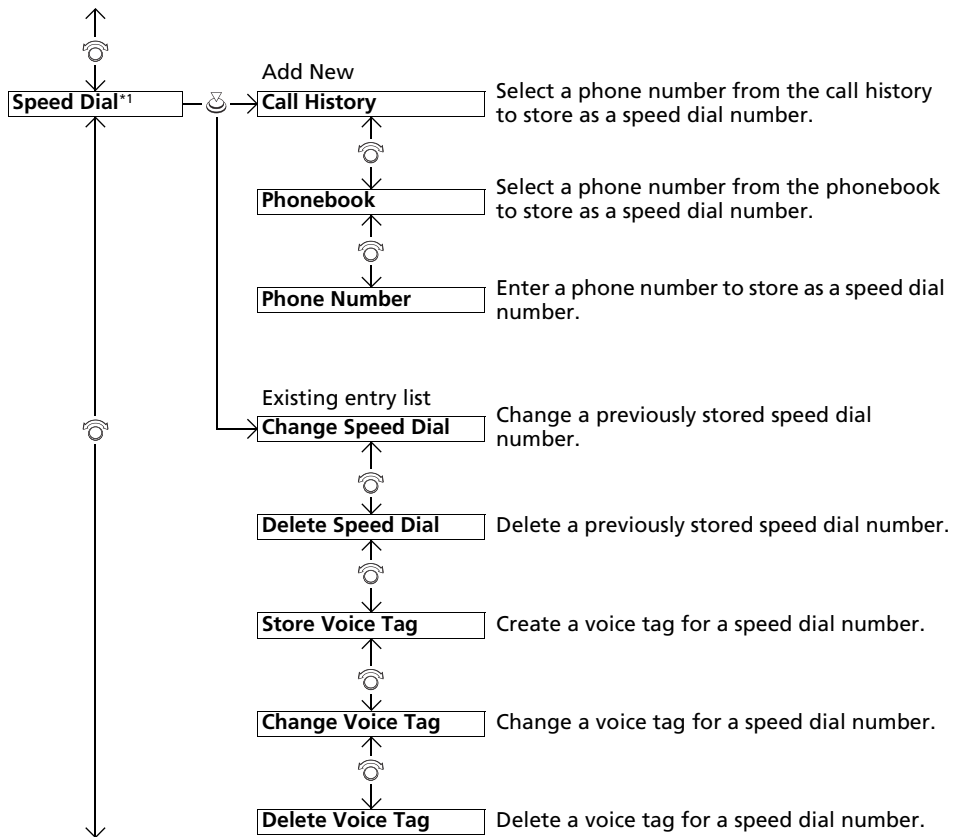 Add New
Speed Dial*1
Call History
Select a phone number from the call history
to store as a speed dial number.
Phonebook
Select a phone number from the phonebook
to store as a speed dial number.
Phone Number
Enter a phone number to store as a speed dial
number.
Existing entry list
Change Speed Dial
Change a previously stored speed dial
number.
Delete Speed Dial
Delete a previously stored speed dial number.
Store Voice Tag
Create a voice tag for a speed dial number.
Change Voice Tag
Change a voice tag for a speed dial number.
Delete Voice Tag
Delete a voice tag for a speed dial number.